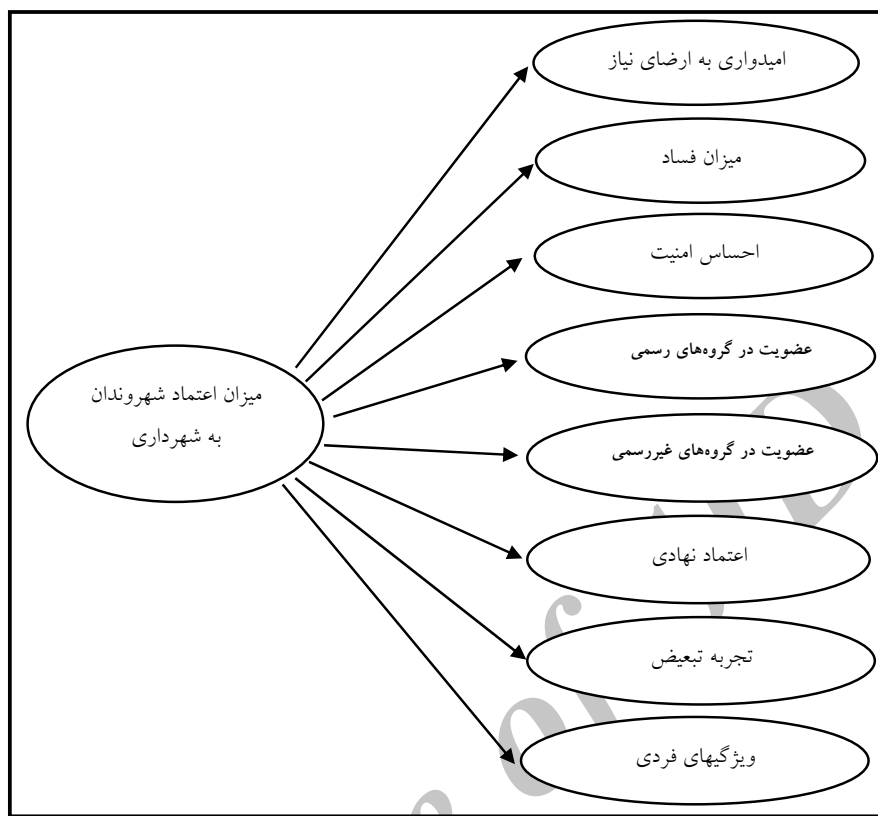 امیدواری به ارضای نیاز
میزان فساد
احساس امنیت
عضویت در گروه‌های رسمی
میزان اعتماد شهروندان
به شهرداری
عضویت در گروه‌های غیررسمی
اعتماد نهادی
تجربه تبعیض
ویژگیهای فردی